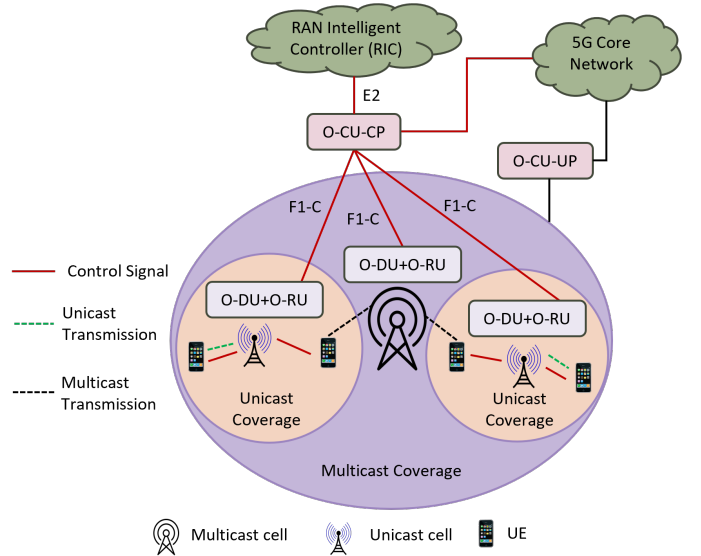 RAN Intelligent
Controller (RIC)
5G Core
Network
E2
O-CU-CP
O-CU-UP
F1-C
F1-C
F1-C
O-DU+O-RU
O-DU+O-RU
O-DU+O-RU
Control Signal
Unicast
Transmission
Multicast
Transmission
Unicast
Coverage
Unicast
Coverage
Multicast Coverage
Multicast cell
Unicast cell
UE